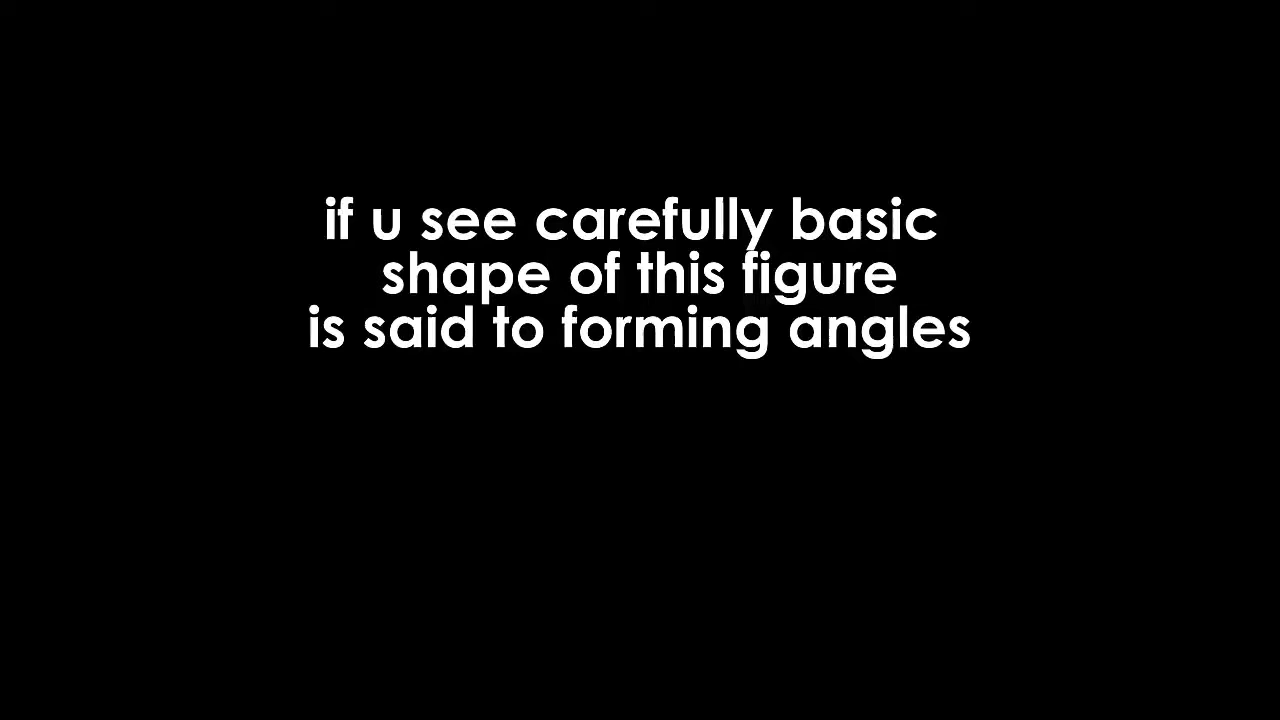 if u see carefully basic
shape of this figure
is said to forming angles